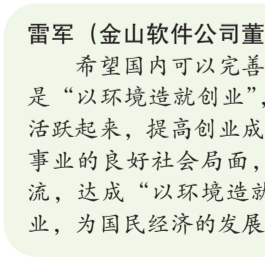 雷军（金山软件公司董
希望国内可以完善
是“以环境造就创业”，
活跃起来，提高创业成
事业的良好社会局面，
流，达成“以环境造就
业，为国民经济的发展